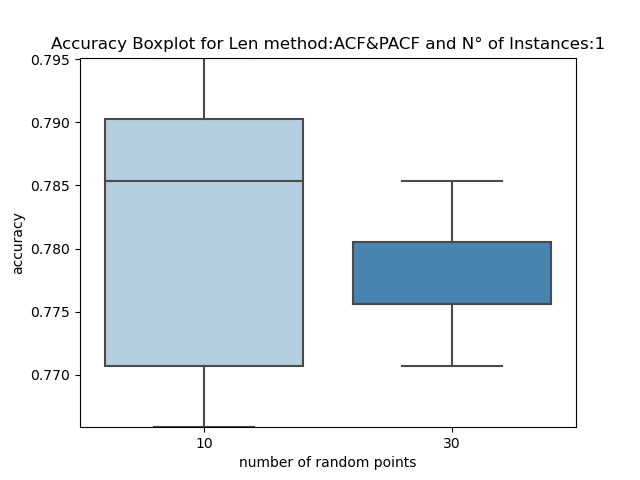 Accuracy Boxplot for Len method:ACF&PACF and N° of Instances:1
0.795
0.790
0.785
0.780
0.775
0.770
accuracy
10 30
number of random points